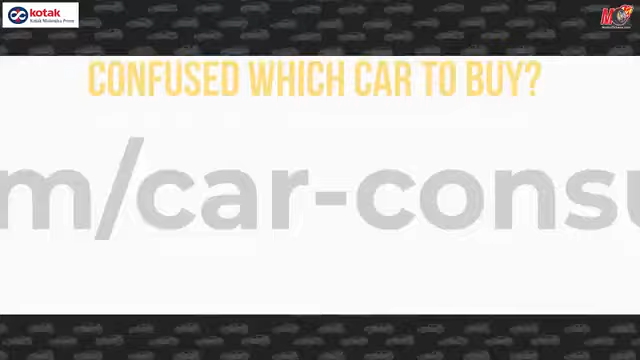 kotak
Kotak Mahindra Prime
CONFUSED WHICH CAR TO BUY?
m/car-consu